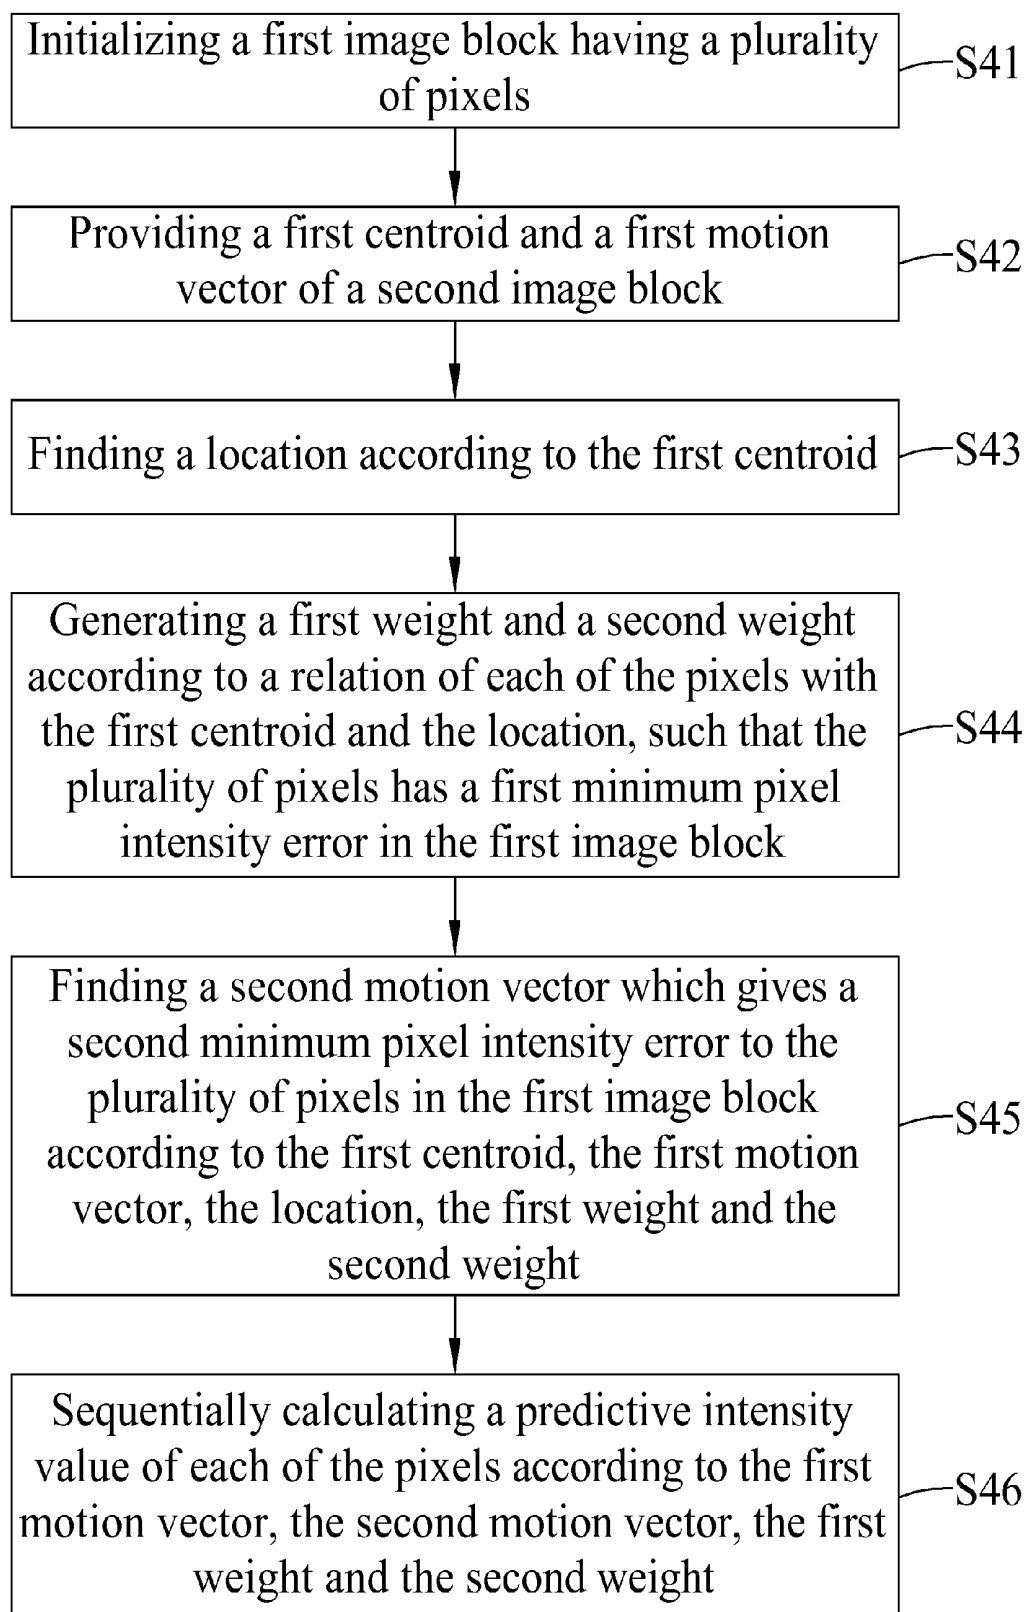 Initializing a first image block having a plurality
of pixels
S41
Providing a first centroid and a first motion
vector of a second image block
S42
Finding a location according to the first centroid
S43
Generating a first weight and a second weight
according to a relation of each of the pixels with
the first centroid and the location, such that the
plurality of pixels has a first minimum pixel
intensity error in the first image block
S44
Finding a second motion vector which gives a
second minimum pixel intensity error to the
plurality of pixels in the first image block
according to the first centroid, the first motion
vector, the location, the first weight and the
second weight
S45
Sequentially calculating a predictive intensity
value of each of the pixels according to the first
motion vector, the second motion vector, the first
weight and the second weight
S46